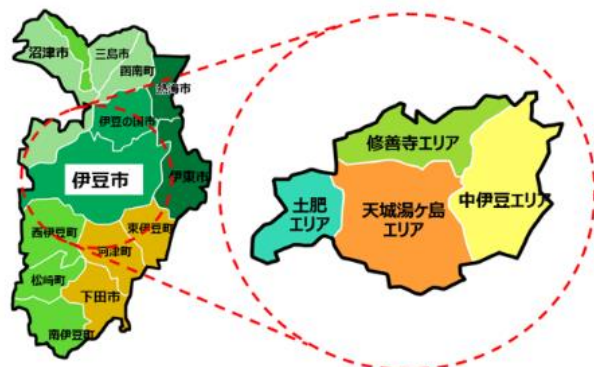 沼津市
三島市
函南町
熱海市
伊豆の国市
伊豆市
伊東市
西伊豆町
東伊豆町
河津町
松崎町
下田市
南伊豆町
修善寺エリア
土肥
エリア
天城湯ケ島
エリア
中伊豆エリア